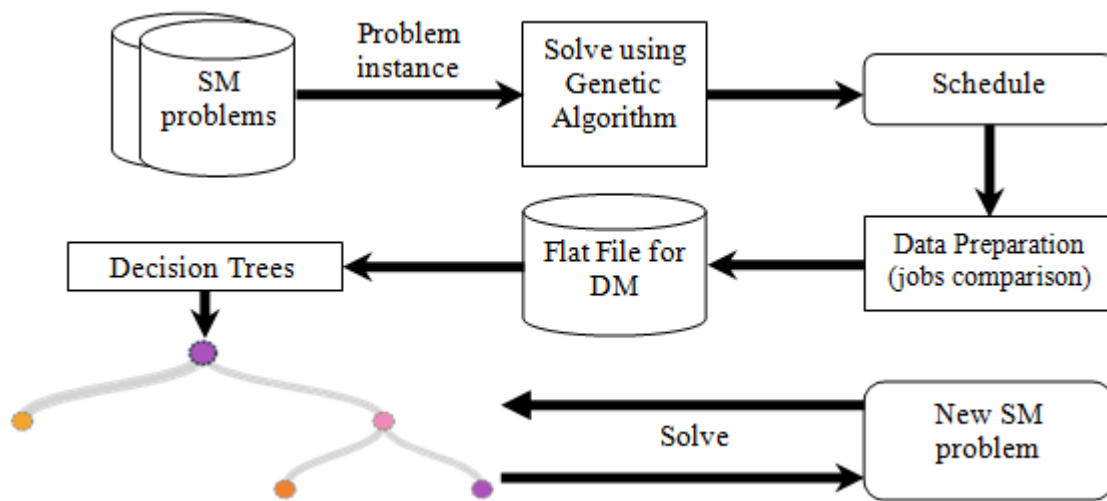 Problem
instance
SM
problems
Solve using
Genetic
Algorithm
Schedule
Decision Trees
Flat File for
DM
Data Preparation
(jobs comparison)
Solve
New SM
problem